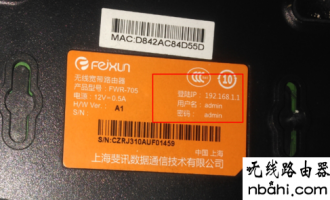 MAC:D842AC84D55D
FEIXUN
无线宽带路由器
产品型号：FWR-705
电源：12V⎓0.5A
H/W Ver A1
S/N
CCC
10
登陆IP：192.168.1.1
用户名：admin
密码：admin
S/N:CZRJ310AUF01459
中国 上海
上海斐讯数据通信技术有限公司
无线路由器
nbahi.com